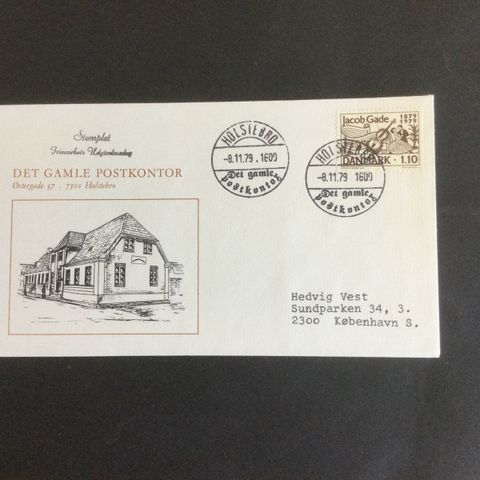 Stemplet
Frimærkets Udgivelsesdag
DET GAMLE POSTKONTOR
Østergade 37 . 7500 Holstebro
HOLSTEBRO
-8.11.79. 1609
Det gamle
postkontor
HOLSTEBRO
-8.11.79 1609
Det gamle
postkontor
Jacob Gade
1879
1979
DANMARK 1.10
Hedvig Vest
Sundparken 34, 3.
2300 København S.